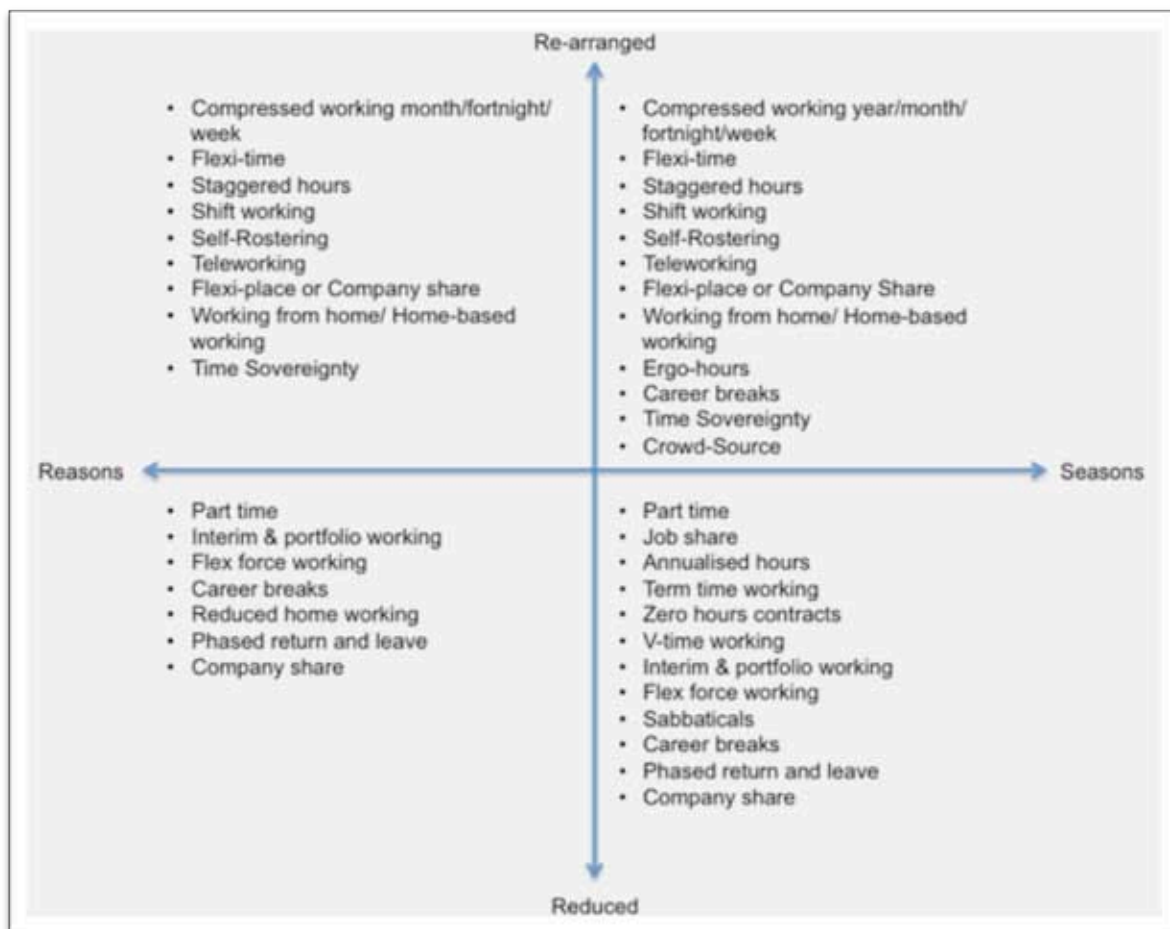 Re-arranged
• Compressed working month/fortnight/
week
• Flexi-time
• Staggered hours
• Shift working
• Self-Rostering
• Teleworking
• Flexi-place or Company share
• Working from home/ Home-based
working
• Time Sovereignty
• Compressed working year/month/
fortnight/week
• Flexi-time
• Staggered hours
• Shift working
• Self-Rostering
• Teleworking
• Flexi-place or Company Share
• Working from home/ Home-based
working
• Ergo-hours
• Career breaks
• Time Sovereignty
• Crowd-Source
Reasons
Seasons
• Part time
• Interim & portfolio working
• Flex force working
• Career breaks
• Reduced home working
• Phased return and leave
• Company share
• Part time
• Job share
• Annualised hours
• Term time working
• Zero hours contracts
• V-time working
• Interim & portfolio working
• Flex force working
• Sabbaticals
• Career breaks
• Phased return and leave
• Company share
Reduced